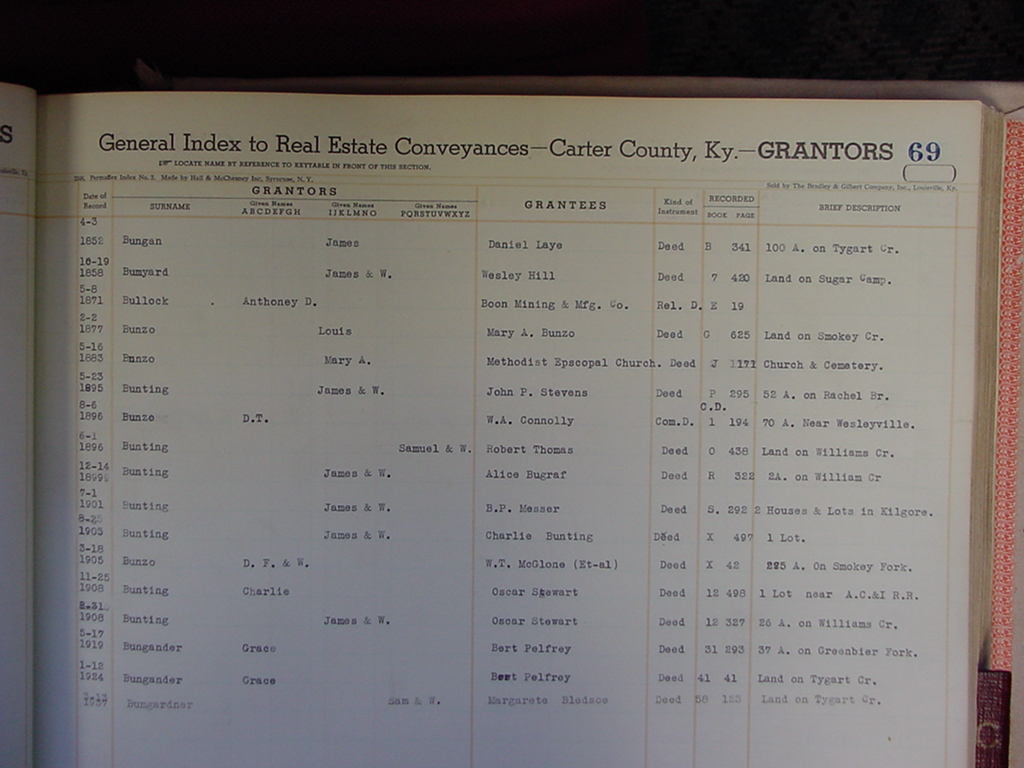 S
General Index to Real Estate Conveyances—Carter County, Ky.—GRANTORS 69
LOCATE NAME BY REFERENCE TO KEYTABLE IN FRONT OF THIS SECTION.
Permaflex Index No. 2. Made by Hall & McChesney Inc, Syracuse, N. Y.
Sold by The Bradley & Gilbert Company, Inc., Louisville, Ky.
Date of Record GRANTORS GRANTEES Kind of Instrument RECORDED BRIEF DESCRIPTION
SURNAME Given Names ABCDEFGH Given Names IJKLMNO Given Names PQRSTUVWXYZ BOOK PAGE
4-3
1852 Bungan James Daniel Laye Deed B 341 100 A. on Tygart Cr.
16-19
1858 Bumyard James & W. Wesley Hill Deed 7 420 Land on Sugar Camp.
5-8
1871 Bullock . Anthoney D. Boon Mining & Mfg. Co. Rel. D. E 19
2-2
1877 Bunzo Louis Mary A. Bunzo Deed G 625 Land on Smokey Cr.
5-16
1883 Bunzo Mary A. Methodist Epscopal Church. Deed J 1171 Church & Cemetery.
5-23
1895 Bunting James & W. John P. Stevens Deed P 295 52 A. on Rachel Br.
8-6 C.D.
1896 Bunzo D.T. W.A. Connolly Com.D. 1 194 70 A. Near Wesleyville.
6-1
1896 Bunting Samuel & W. Robert Thomas Deed O 438 Land on Williams Cr.
12-14
1899 Bunting James & W. Alice Bugraf Deed R 322 2A. on William Cr
7-1
1901 Bunting James & W. B.P. Messer Deed S. 292 2 Houses & Lots in Kilgore.
8-25
1903 Bunting James & W. Charlie Bunting Deed X 497 1 Lot.
3-18
1905 Bunzo D. F. & W. W.T. McGlone (Et-al) Deed X 42 225 A. On Smokey Fork.
11-25
1908 Bunting Charlie Oscar Stewart Deed 12 498 1 Lot near A.C.&I R.R.
1908 Bunting James & W. Oscar Stewart Deed 12 327 26 A. on Williams Cr.
5-17
1919 Bungander Grace Bert Pelfrey Deed 31 293 37 A. on Greenbier Fork.
1-12
1924 Bungander Grace Bert Pelfrey Deed 41 41 Land on Tygart Cr.
1937 Bungardner Sam & W. Margarete Bledsoe Deed 58 Land on Tygart Cr.